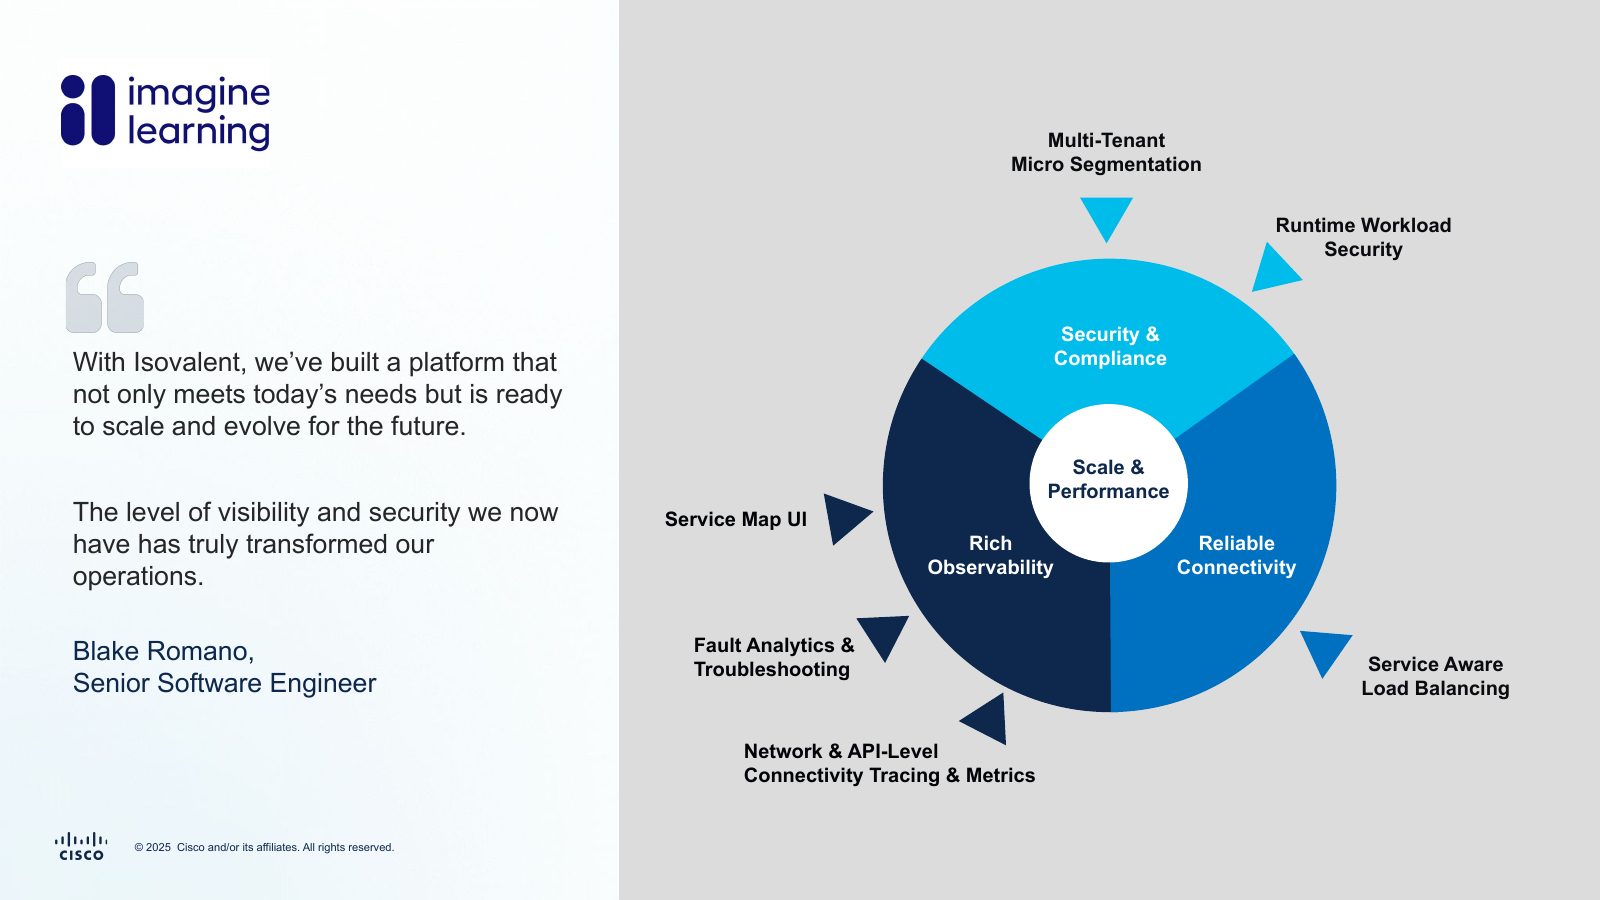 imagine
learning
With Isovalent, we’ve built a platform that
not only meets today’s needs but is ready
to scale and evolve for the future.
The level of visibility and security we now
have has truly transformed our
operations.
Blake Romano,
Senior Software Engineer
CISCO
© 2025 Cisco and/or its affiliates. All rights reserved.
Multi-Tenant
Micro Segmentation
Runtime Workload
Security
Security &
Compliance
Scale &
Performance
Service Map UI
Rich
Observability
Reliable
Connectivity
Fault Analytics &
Troubleshooting
Service Aware
Load Balancing
Network & API-Level
Connectivity Tracing & Metrics